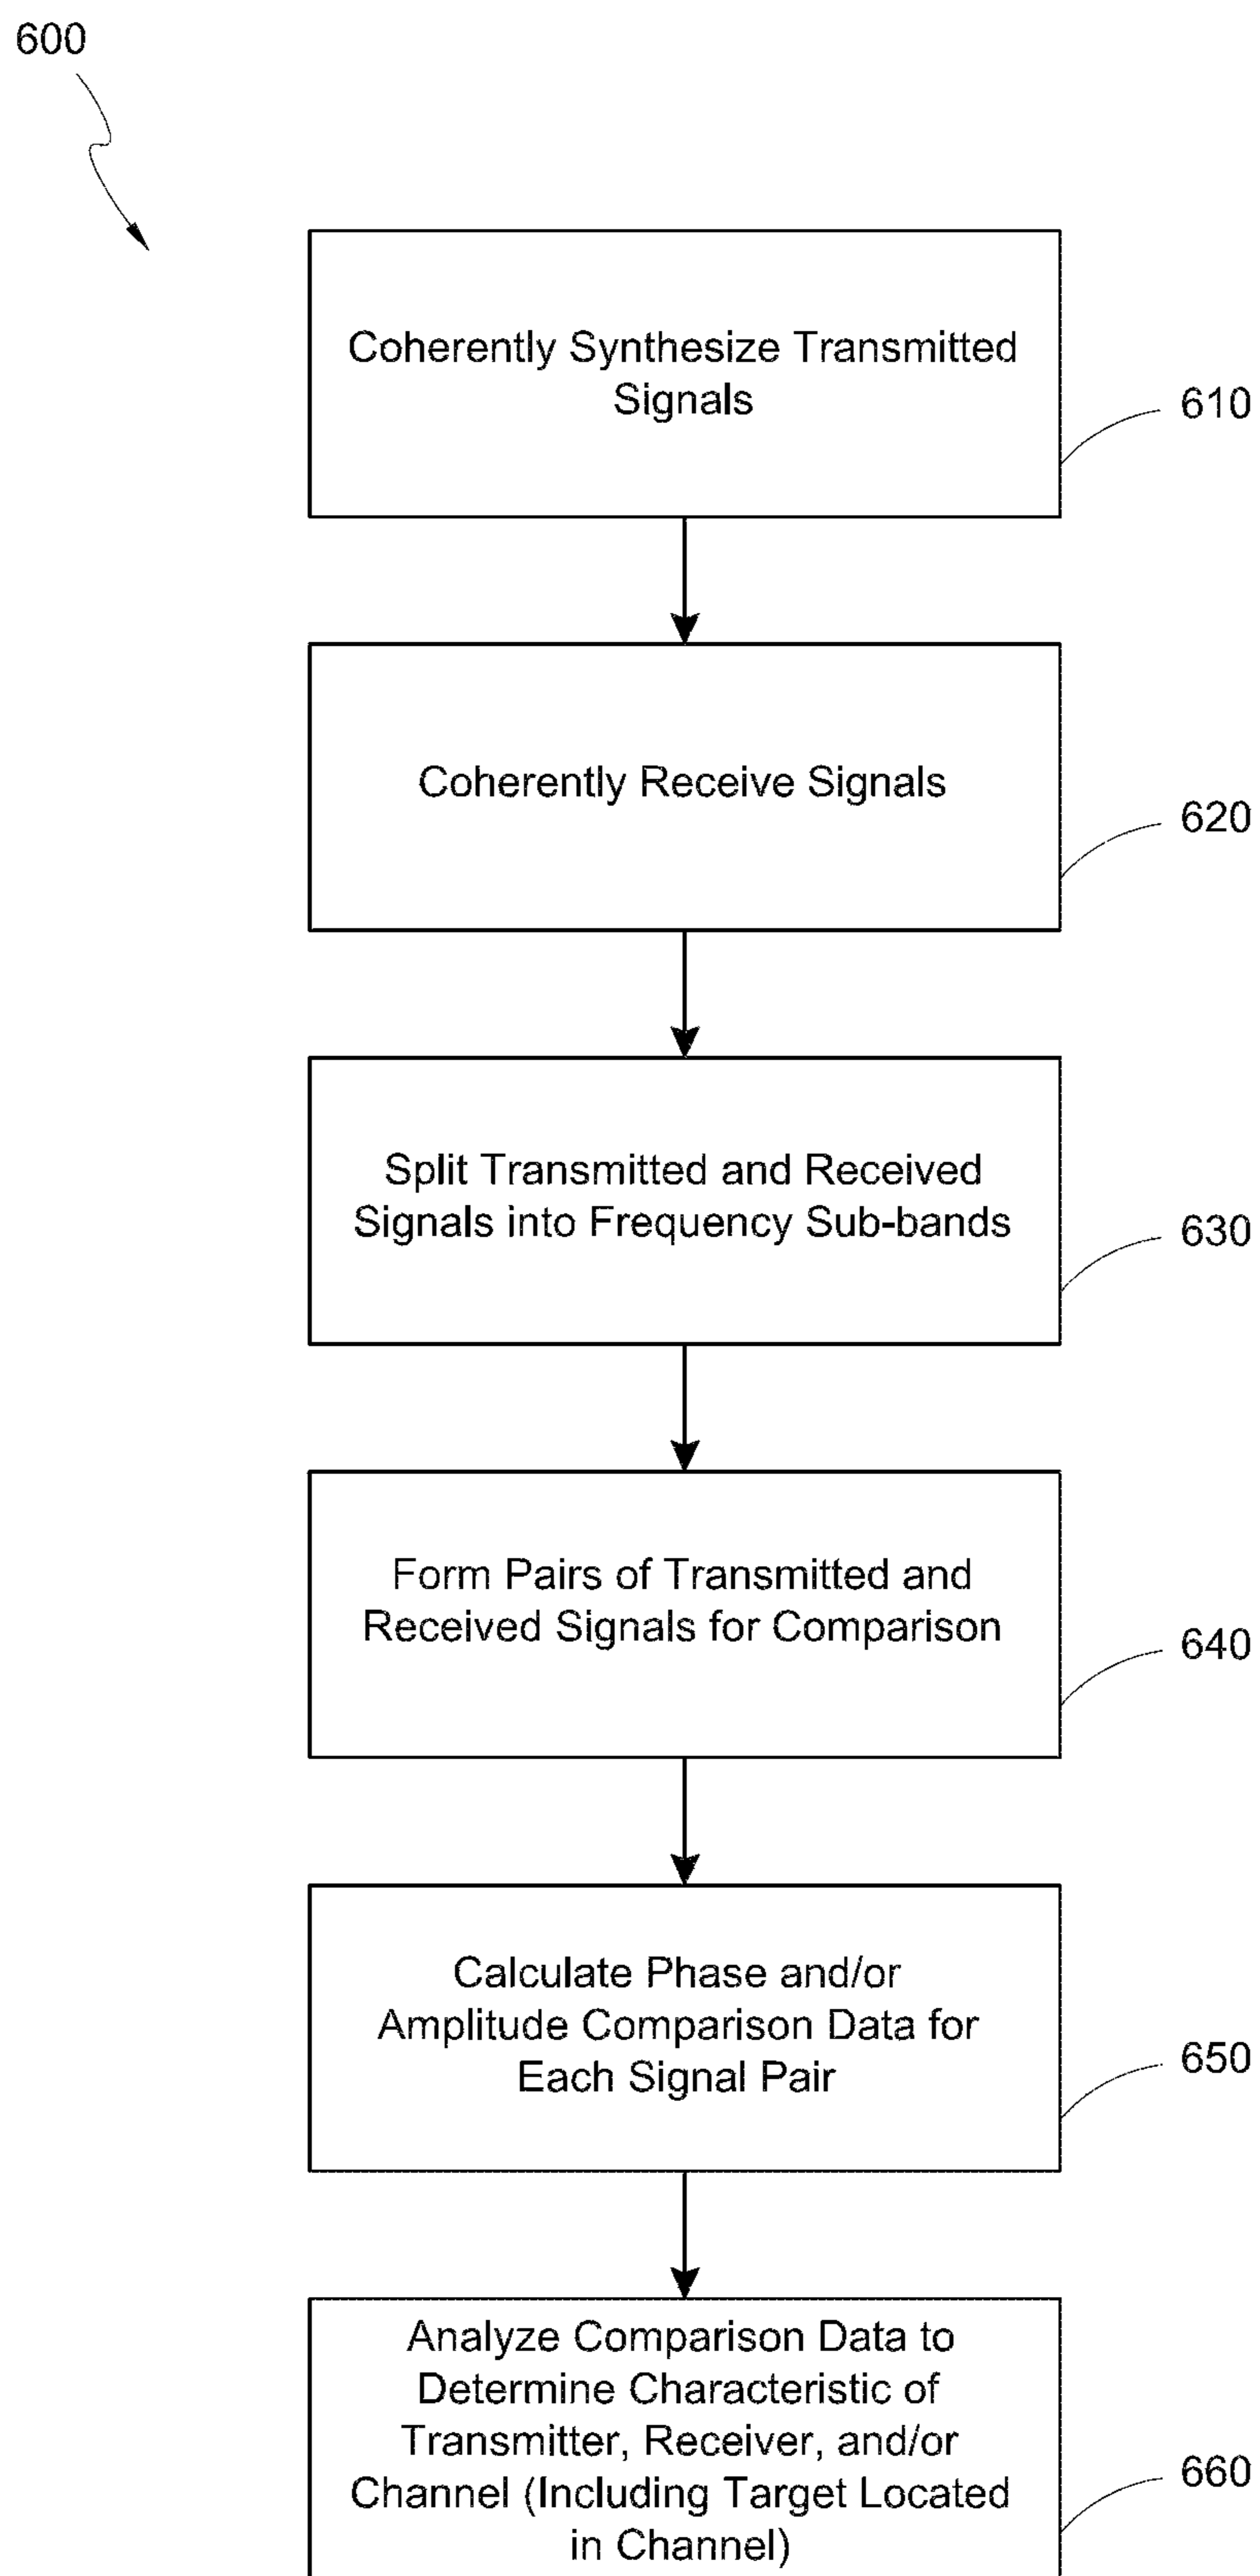 600
Coherently Synthesize Transmitted
Signals
610
Coherently Receive Signals
620
Split Transmitted and Received
Signals into Frequency Sub-bands
630
Form Pairs of Transmitted and
Received Signals for Comparison
640
Calculate Phase and/or
Amplitude Comparison Data for
Each Signal Pair
650
Analyze Comparison Data to
Determine Characteristic of
Transmitter, Receiver, and/or
Channel (Including Target Located
in Channel)
660